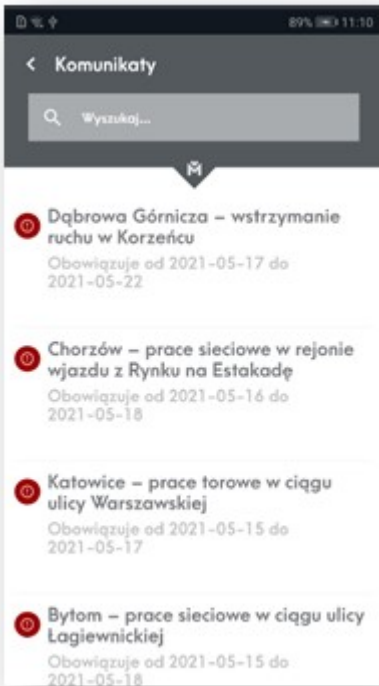 89% 11:10
Komunikaty
Wyszukaj...
M
Dąbrowa Górnicza – wstrzymanie
ruchu w Korzeńcu
Obowiązuje od 2021-05-17 do
2021-05-22
Chorzów – prace sieciowe w rejonie
wjazdu z Rynku na Estakadę
Obowiązuje od 2021-05-16 do
2021-05-18
Katowice – prace torowe w ciągu
ulicy Warszawskiej
Obowiązuje od 2021-05-15 do
2021-05-17
Bytom – prace sieciowe w ciągu ulicy
Łagiewnickiej
Obowiązuje od 2021-05-15 do
2021-05-18